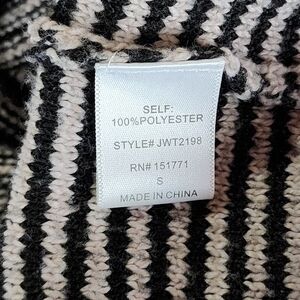 SELF:
100%POLYESTER
STYLE# JWT2198
RN# 151771
S
MADE IN CHINA